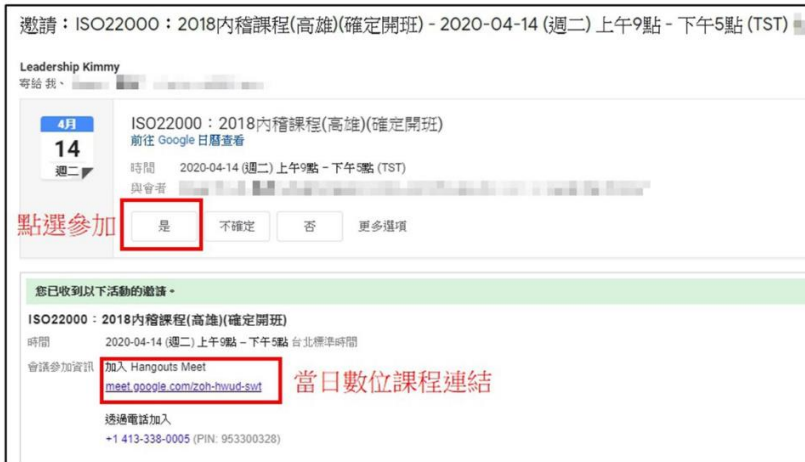 邀請：ISO22000：2018內稽課程(高雄)(確定開班) - 2020-04-14 (週二) 上午9點 - 下午5點 (TST)
Leadership Kimmy
寄給 我、
4月
14
週二
ISO22000：2018內稽課程(高雄)(確定開班)
前往 Google 日曆查看
時間 2020-04-14 (週二) 上午9點 – 下午5點 (TST)
與會者
點選參加 是 不確定 否 更多選項
您已收到以下活動的邀請。
ISO22000：2018內稽課程(高雄)(確定開班)
時間 2020-04-14 (週二) 上午9點 – 下午5點 台北標準時間
會議參加資訊 加入 Hangouts Meet
meet.google.com/zoh-hwud-swt 當日數位課程連結
透過電話加入
+1 413-338-0005 (PIN: 953300328)